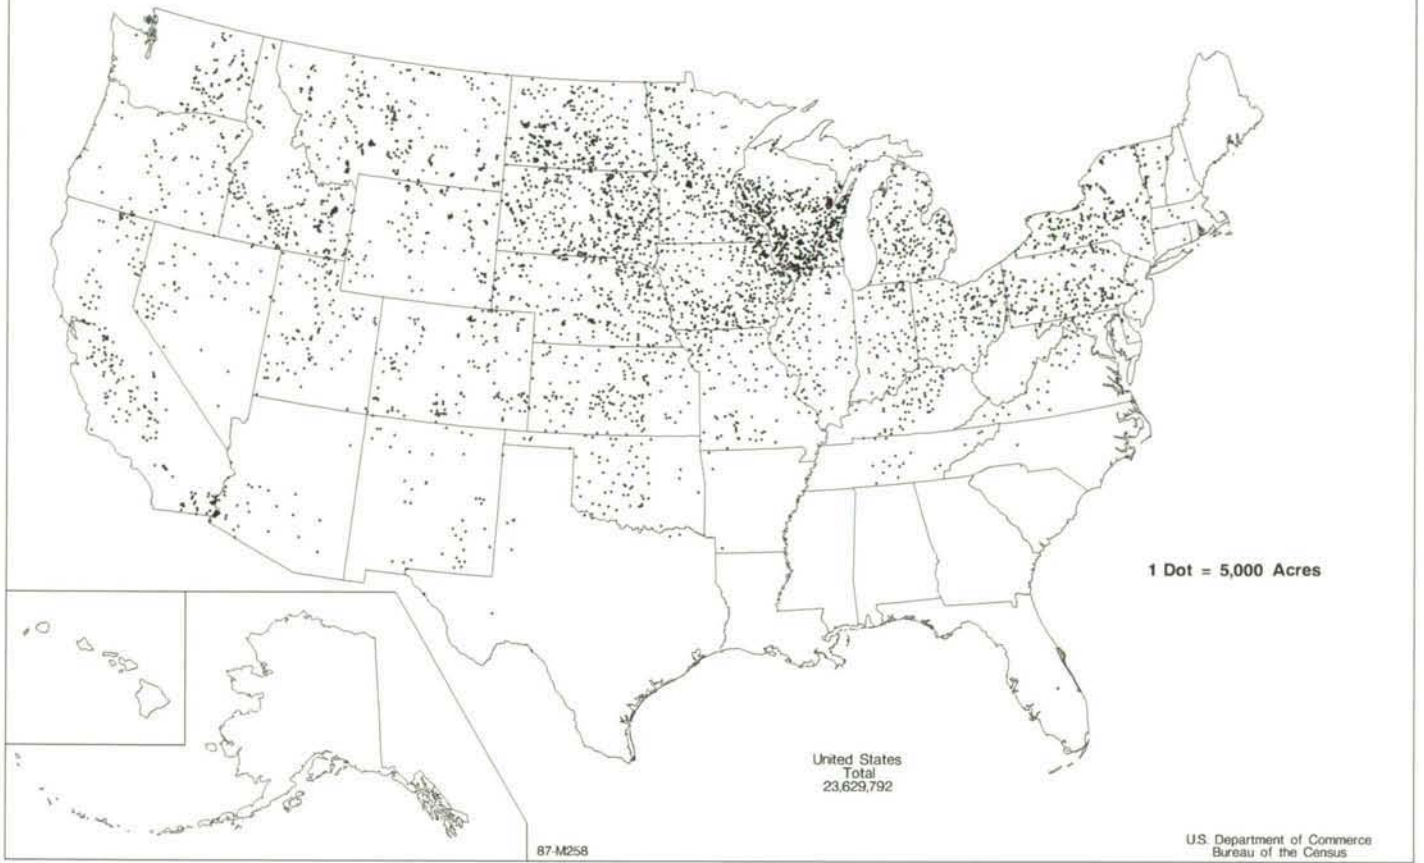 1 Dot = 5,000 Acres
United States
Total
23,629,792
87-M258
U.S. Department of Commerce
Bureau of the Census